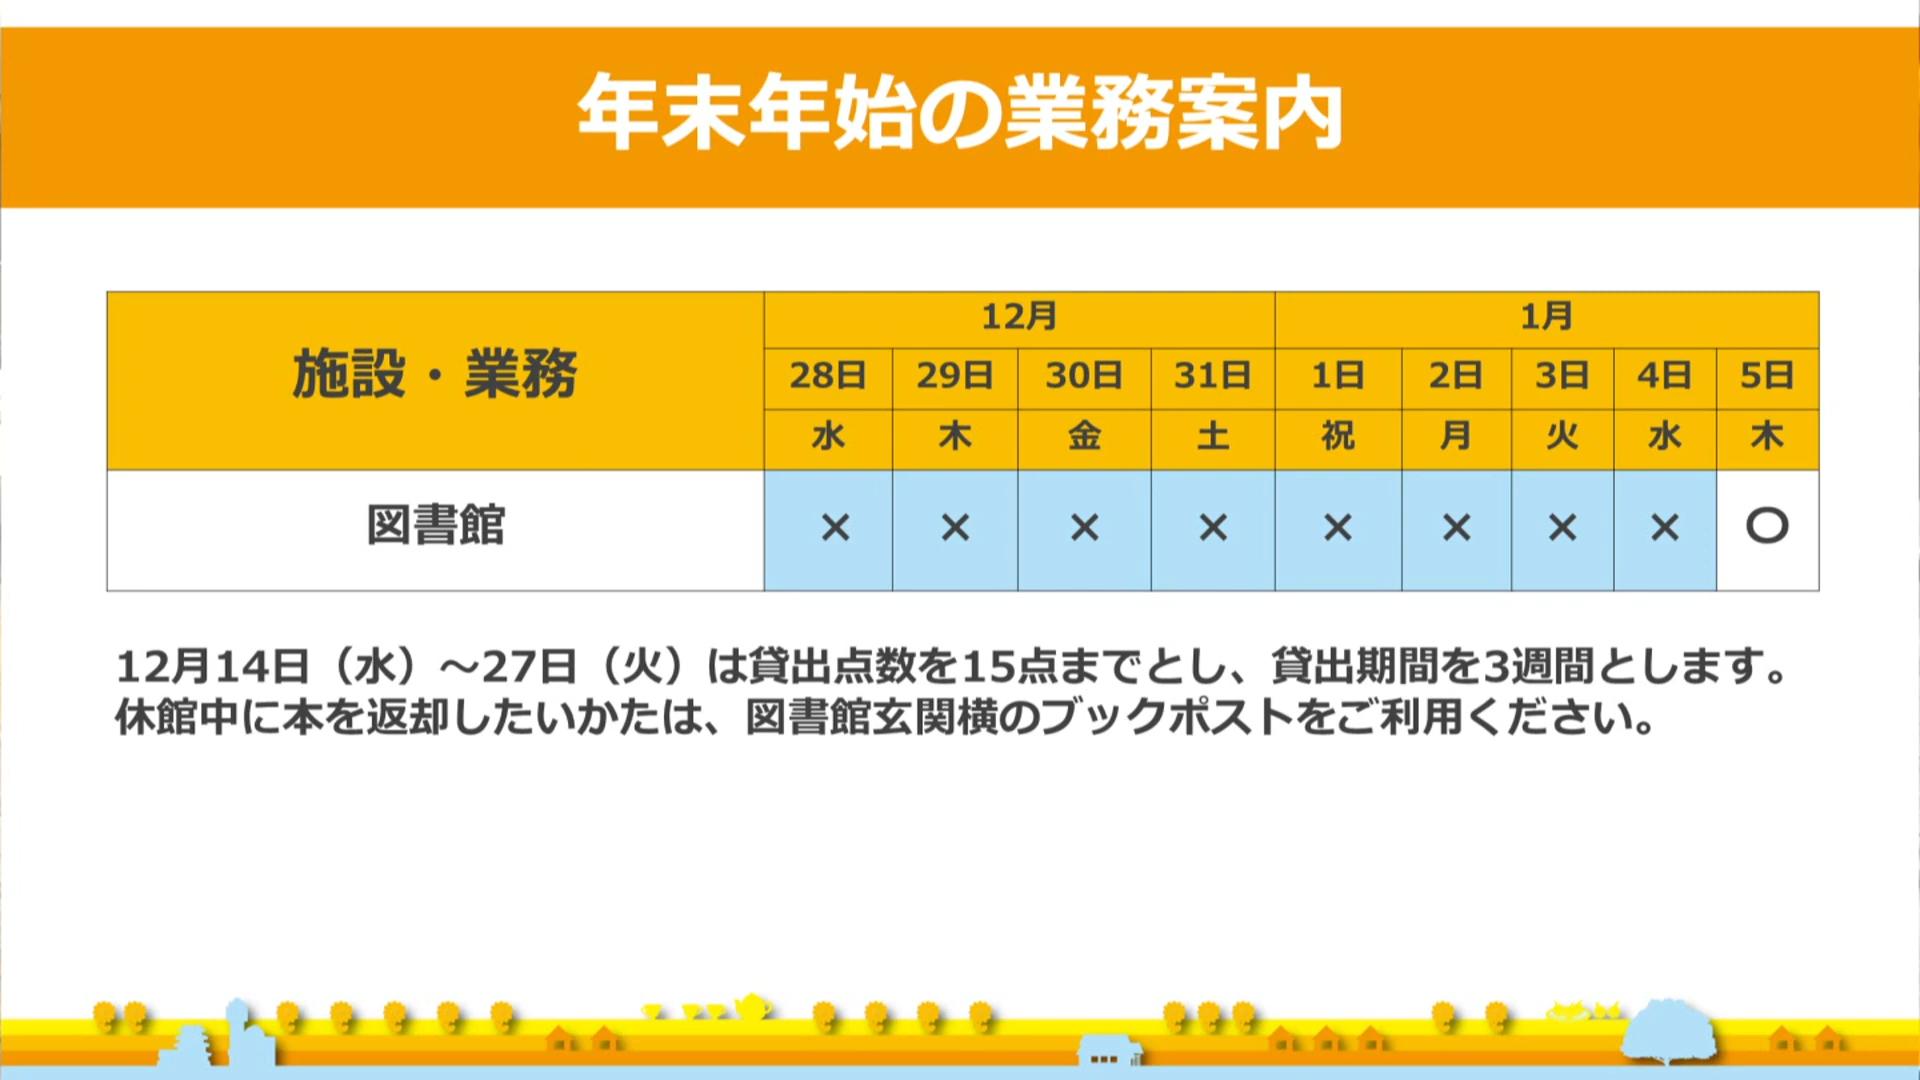 年末年始の業務案内
施設・業務
12月 1月
28日 29日 30日 31日 1日 2日 3日 4日 5日
水 木 金 土 祝 月 火 水 木
図書館 × × × × × × × × ○
12月14日（水）～27日（火）は貸出点数を15点までとし、貸出期間を3週間とします。
休館中に本を返却したいかたは、図書館玄関横のブックポストをご利用ください。